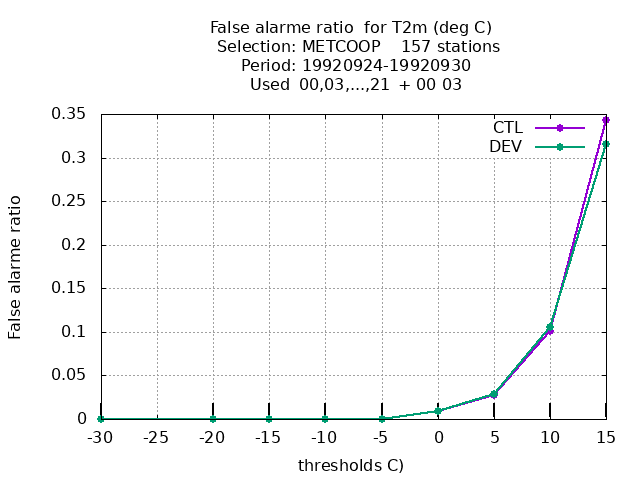 False alarme ratio  for T2m (deg C)
Selection: METCOOP    157 stations
Period: 19920924-19920930
Used  00,03,...,21  + 00 03
CTL
DEV
False alarme ratio
0.35
0.3
0.25
0.2
0.15
0.1
0.05
0
-30 -25 -20 -15 -10 -5 0 5 10 15
thresholds C)